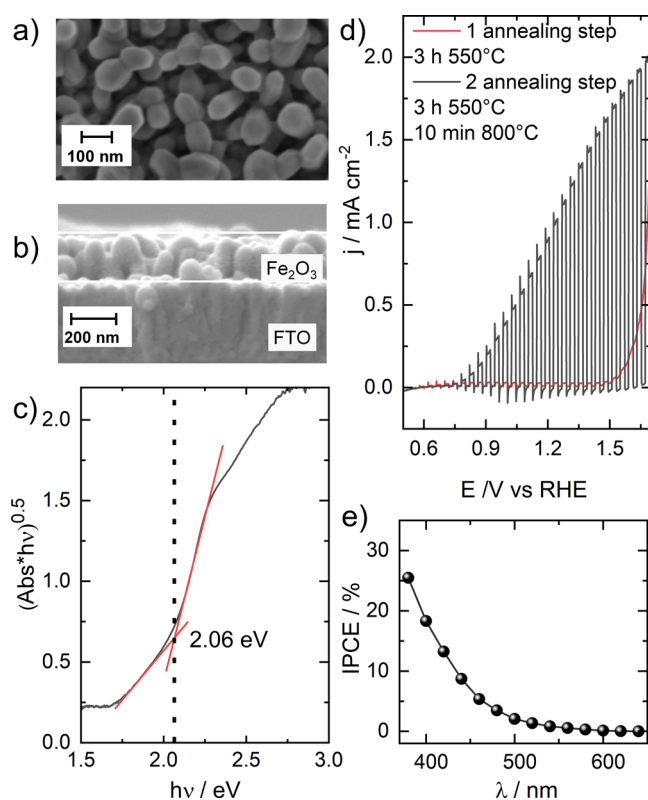 a)
100 nm
b)
Fe₂O₃
200 nm
FTO
c)
(Abs*hν)^0.5
2.0
1.5
1.0
0.5
0.0
2.06 eV
1.5 2.0 2.5 3.0
hν / eV
d)
1 annealing step
3 h 550°C
2 annealing step
3 h 550°C
10 min 800°C
j / mA cm⁻²
2.0
1.5
1.0
0.5
0.0
0.6 0.9 1.2 1.5
E /V vs RHE
e)
IPCE / %
30
20
10
0
400 500 600
λ / nm